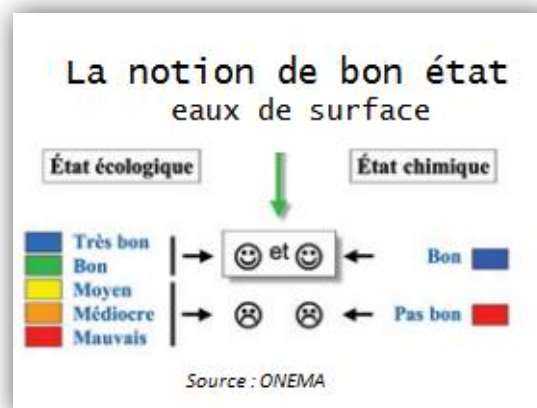 La notion de bon état
eaux de surface
État écologique
État chimique
Très bon
Bon
Moyen
Médiocre
Mauvais
et
Bon
Pas bon
Source : ONEMA